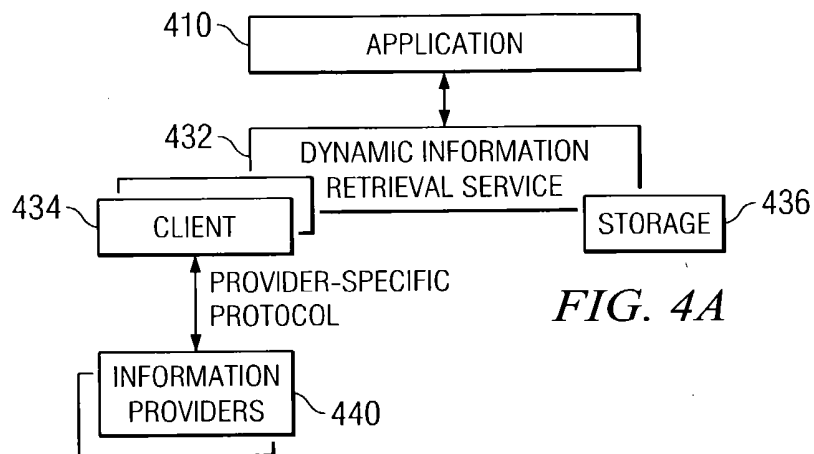 410
APPLICATION
432
DYNAMIC INFORMATION
RETRIEVAL SERVICE
434
CLIENT
STORAGE
436
PROVIDER-SPECIFIC
PROTOCOL
FIG. 4A
INFORMATION
PROVIDERS
440